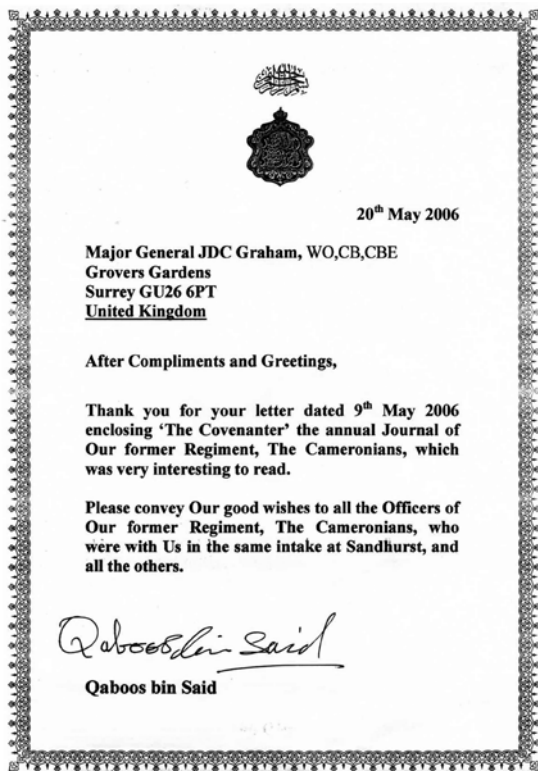 20th May 2006
Major General JDC Graham, WO,CB,CBE
Grovers Gardens
Surrey GU26 6PT
United Kingdom
After Compliments and Greetings,
Thank you for your letter dated 9th May 2006
enclosing ‘The Covenanter’ the annual Journal of
Our former Regiment, The Cameronians, which
was very interesting to read.
Please convey Our good wishes to all the Officers of
Our former Regiment, The Cameronians, who
were with Us in the same intake at Sandhurst, and
all the others.
Qaboos bin Said
Qaboos bin Said